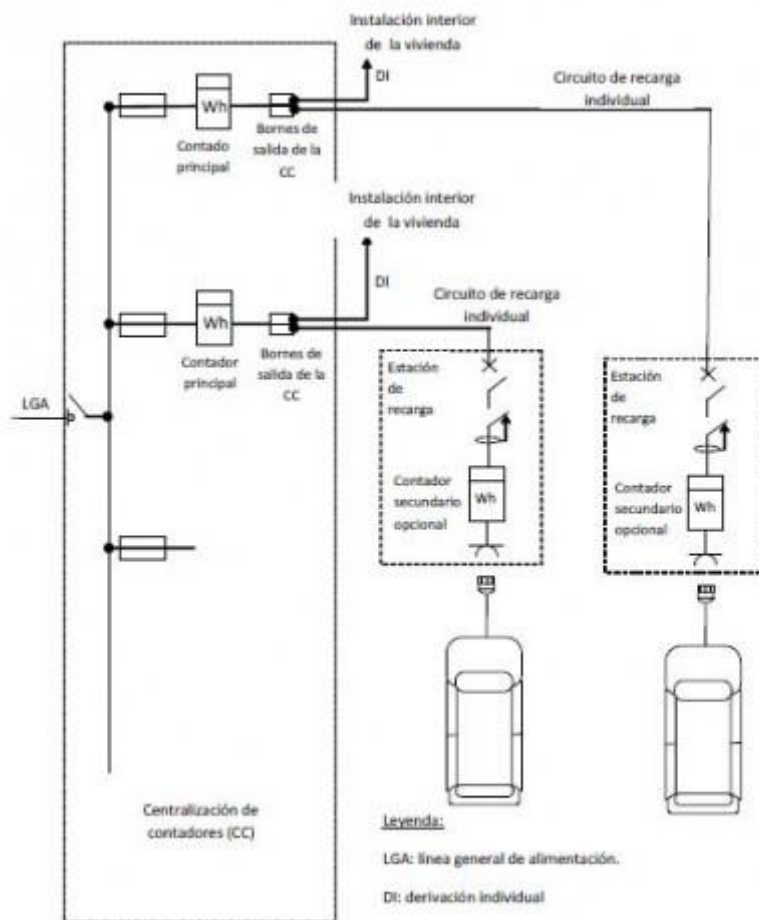 Instalación interior
de la vivienda
DI
Circuito de recarga
individual
Wh
Contado
principal
Bornes de
salida de la
CC
Instalación interior
de la vivienda
DI
Circuito de recarga
individual
Wh
Contador
principal
Bornes de
salida de la
CC
LGA
Estación
de
recarga
Contador
secundario
opcional
Wh
Estación
de
recarga
Contador
secundario
opcional
Wh
Centralización de
contadores (CC)
Leyenda:
LGA: línea general de alimentación.
DI: derivación individual